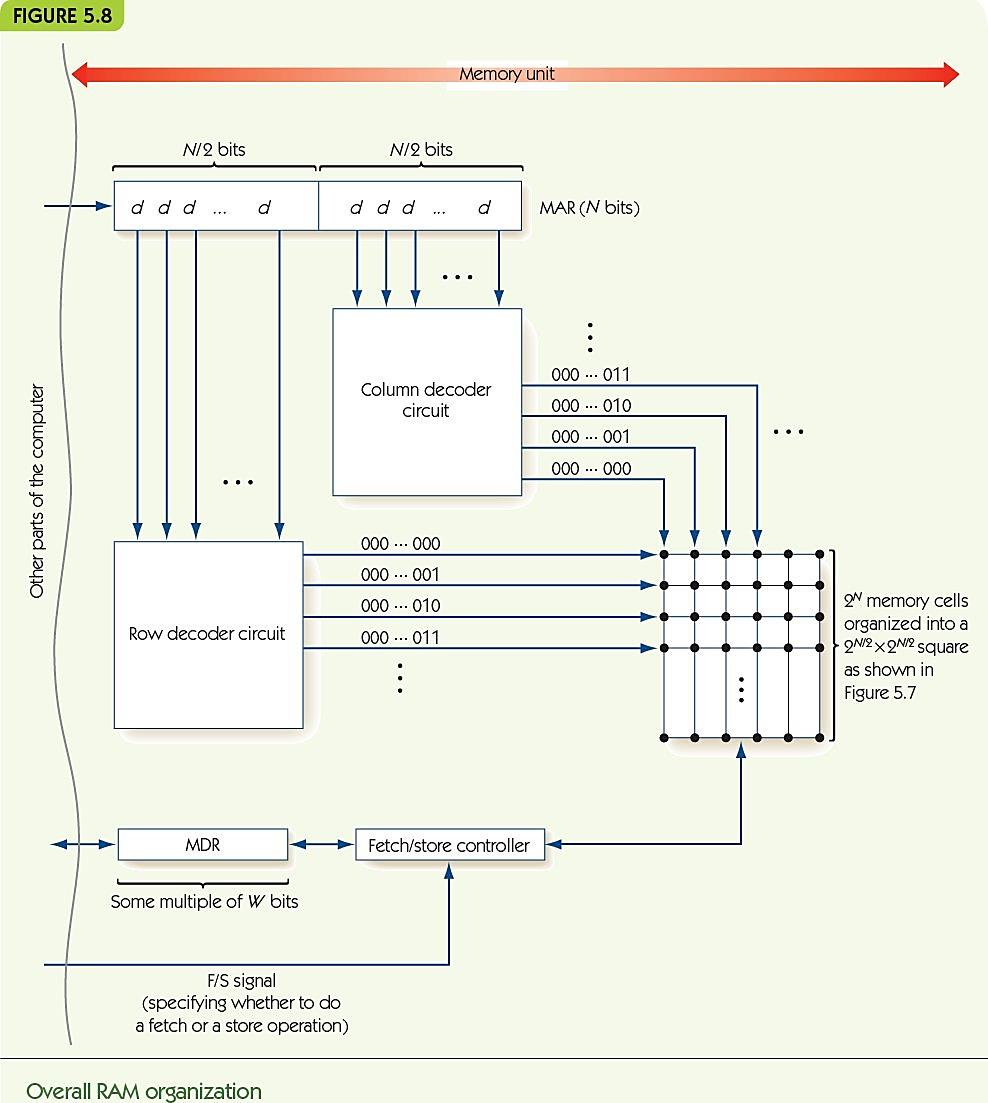 FIGURE 5.8
Memory unit
N/2 bits
N/2 bits
d d d ... d
d d d ... d
MAR (N bits)
...
Column decoder
circuit
⋮
000 ... 011
000 ... 010
000 ... 001
000 ... 000
...
Other parts of the computer
...
Row decoder circuit
000 ... 000
000 ... 001
000 ... 010
000 ... 011
⋮
⋮
2^N memory cells
organized into a
2^N/2 × 2^N/2 square
as shown in
Figure 5.7
MDR
Fetch/store controller
Some multiple of W bits
F/S signal
(specifying whether to do
a fetch or a store operation)
Overall RAM organization